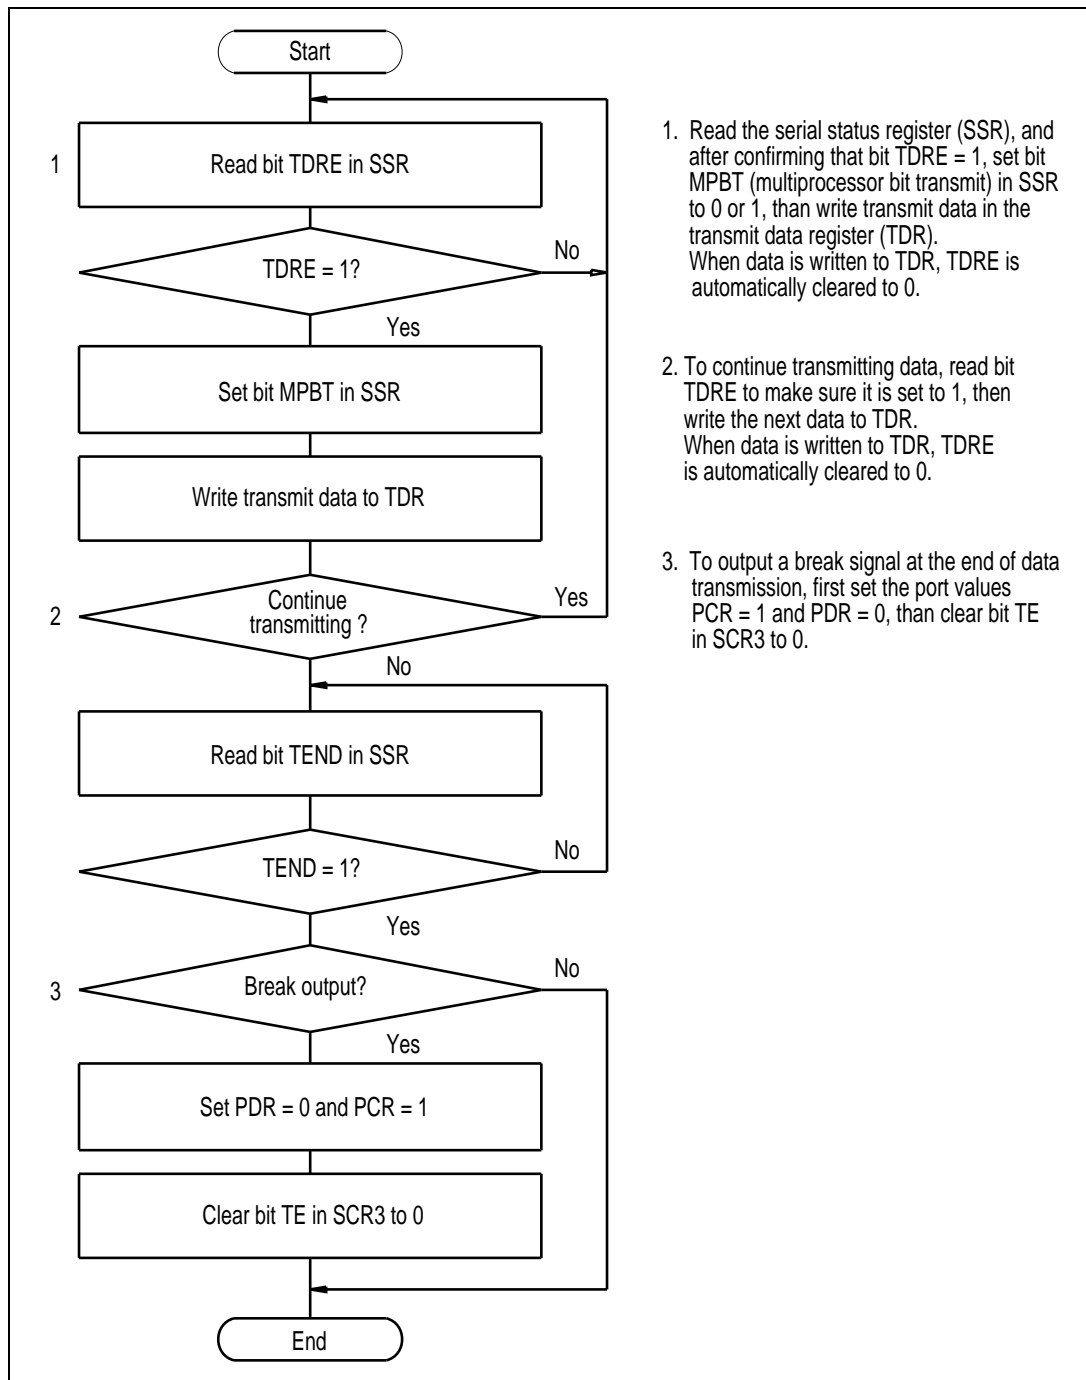 Start
1
Read bit TDRE in SSR
TDRE = 1?
No
Yes
Set bit MPBT in SSR
Write transmit data to TDR
2
Continue
transmitting ?
Yes
No
Read bit TEND in SSR
TEND = 1?
No
Yes
3
Break output?
No
Yes
Set PDR = 0 and PCR = 1
Clear bit TE in SCR3 to 0
End
1. Read the serial status register (SSR), and
after confirming that bit TDRE = 1, set bit
MPBT (multiprocessor bit transmit) in SSR
to 0 or 1, than write transmit data in the
transmit data register (TDR).
When data is written to TDR, TDRE is
automatically cleared to 0.
2. To continue transmitting data, read bit
TDRE to make sure it is set to 1, then
write the next data to TDR.
When data is written to TDR, TDRE
is automatically cleared to 0.
3. To output a break signal at the end of data
transmission, first set the port values
PCR = 1 and PDR = 0, than clear bit TE
in SCR3 to 0.